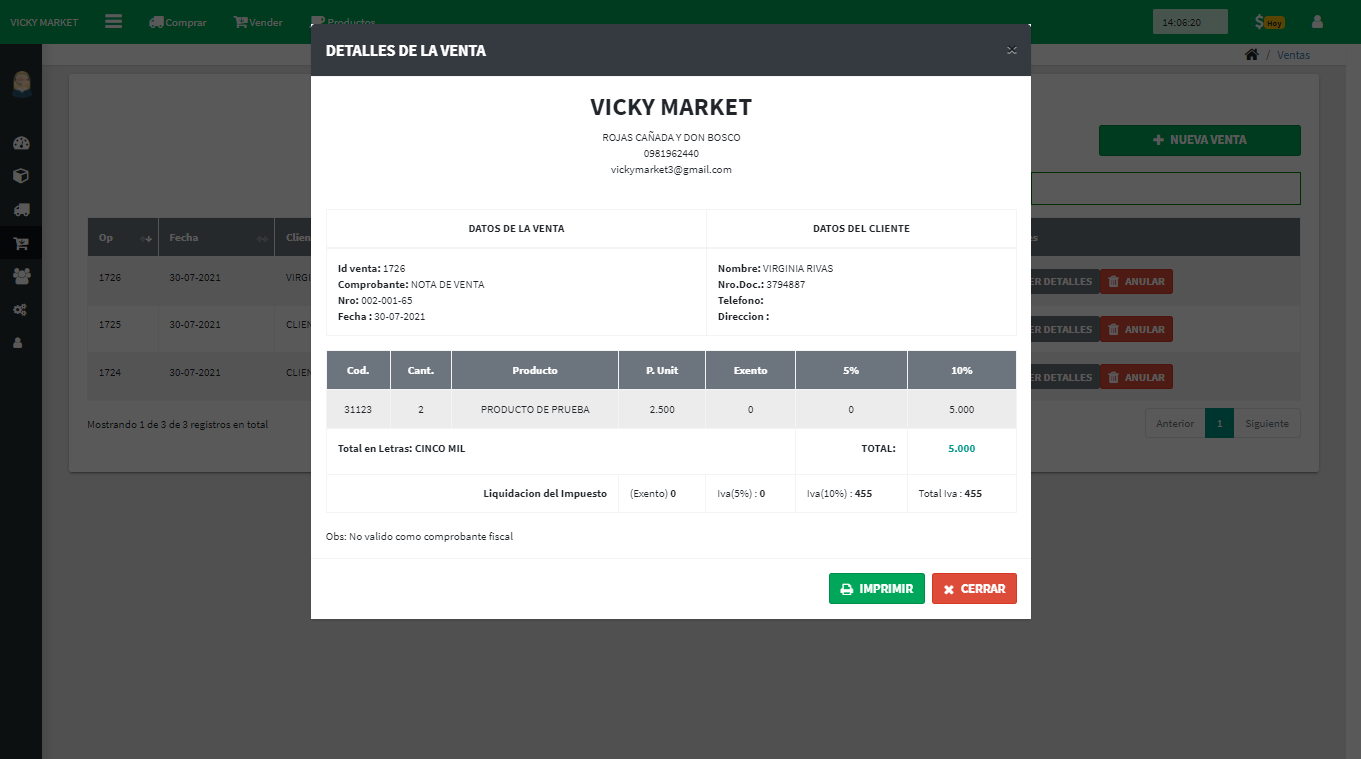 VICKY MARKET
Comprar
Vender
Productos
14:06:20
$ Hoy
/ Ventas
DETALLES DE LA VENTA
×
VICKY MARKET
ROJAS CAÑADA Y DON BOSCO
0981962440
vickymarket3@gmail.com
DATOS DE LA VENTA DATOS DEL CLIENTE
Id venta: 1726
Comprobante: NOTA DE VENTA
Nro: 002-001-65
Fecha : 30-07-2021
Nombre: VIRGINIA RIVAS
Nro.Doc.: 3794887
Telefono:
Direccion :
Cod. Cant. Producto P. Unit Exento 5% 10%
31123 2 PRODUCTO DE PRUEBA 2.500 0 0 5.000
Total en Letras: CINCO MIL TOTAL: 5.000
Liquidacion del Impuesto (Exento) 0 Iva(5%) : 0 Iva(10%) : 455 Total Iva : 455
Obs: No valido como comprobante fiscal
IMPRIMIR CERRAR
NUEVA VENTA
Op Fecha Clien
1726 30-07-2021 VIRGI ER DETALLES ANULAR
1725 30-07-2021 CLIEN ER DETALLES ANULAR
1724 30-07-2021 CLIEN ER DETALLES ANULAR
Mostrando 1 de 3 de 3 registros en total
Anterior 1 Siguiente